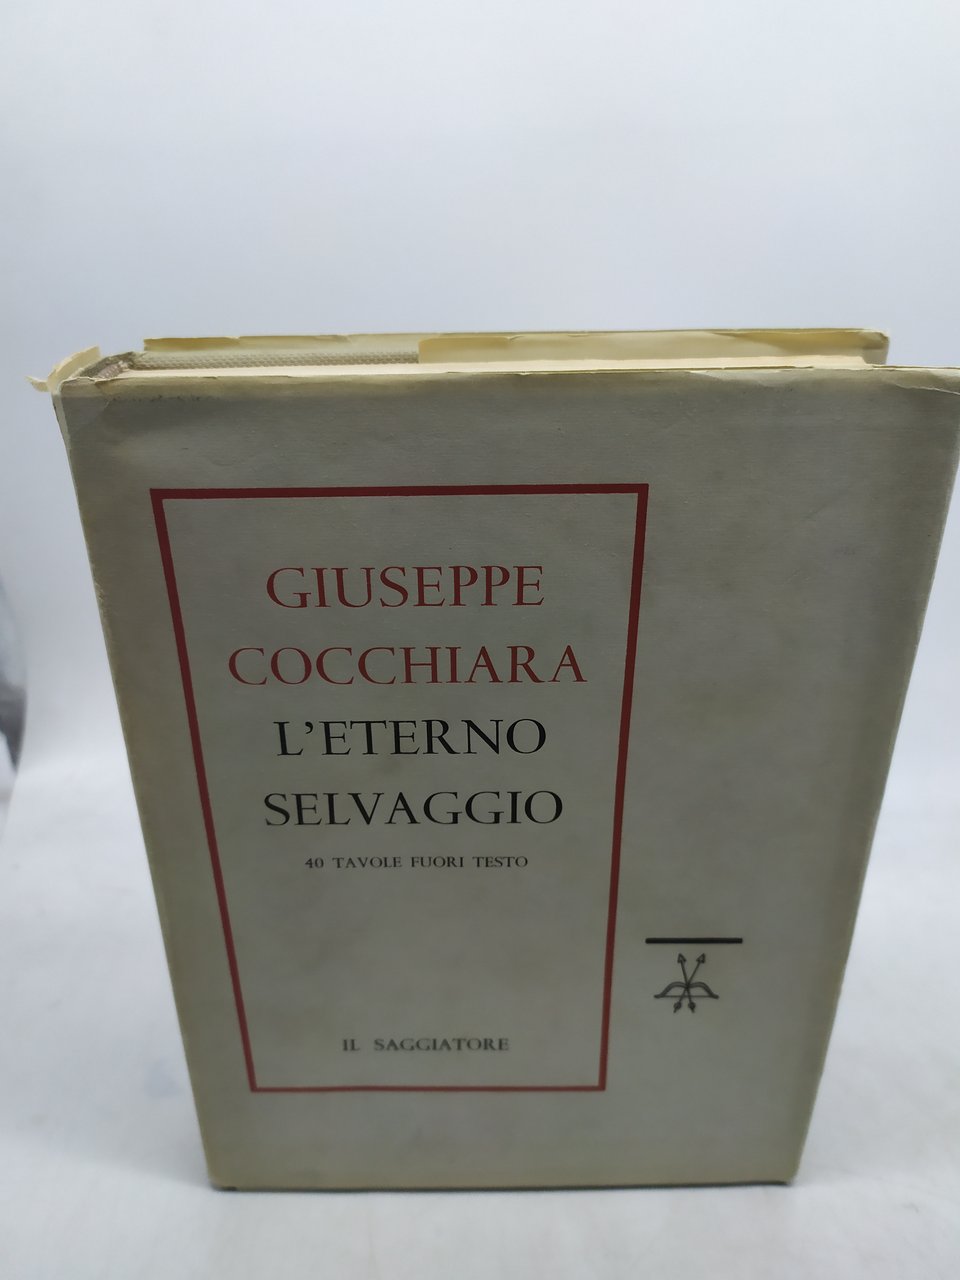 GIUSEPPE
COCCHIARA
L'ETERNO
SELVAGGIO
40 TAVOLE FUORI TESTO
IL SAGGIATORE